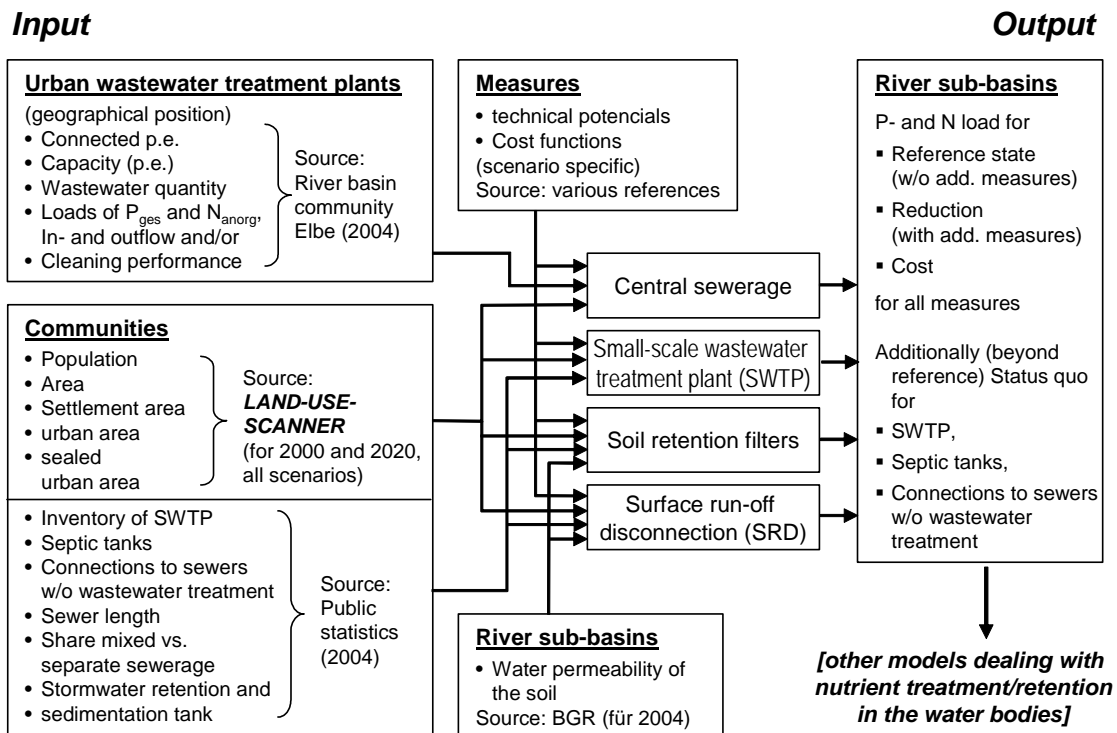 Input
Output
Urban wastewater treatment plants
(geographical position)
• Connected p.e.
• Capacity (p.e.)
• Wastewater quantity
• Loads of Pges and Nanorg,
In- and outflow and/or
• Cleaning performance
Source:
River basin
community
Elbe (2004)
Communities
• Population
• Area
• Settlement area
• urban area
• sealed
urban area
Source:
LAND-USE-
SCANNER
(for 2000 and 2020,
all scenarios)
• Inventory of SWTP
• Septic tanks
• Connections to sewers
w/o wastewater treatment
• Sewer length
• Share mixed vs.
separate sewerage
• Stormwater retention and
• sedimentation tank
Source:
Public
statistics
(2004)
Measures
• technical potencials
• Cost functions
(scenario specific)
Source: various references
Central sewerage
Small-scale wastewater
treatment plant (SWTP)
Soil retention filters
Surface run-off
disconnection (SRD)
River sub-basins
• Water permeability of
the soil
Source: BGR (für 2004)
River sub-basins
P- and N load for
▪ Reference state
(w/o add. measures)
▪ Reduction
(with add. measures)
▪ Cost
for all measures
Additionally (beyond
reference) Status quo
for
▪ SWTP,
▪ Septic tanks,
▪ Connections to sewers
w/o wastewater
treatment
[other models dealing with
nutrient treatment/retention
in the water bodies]